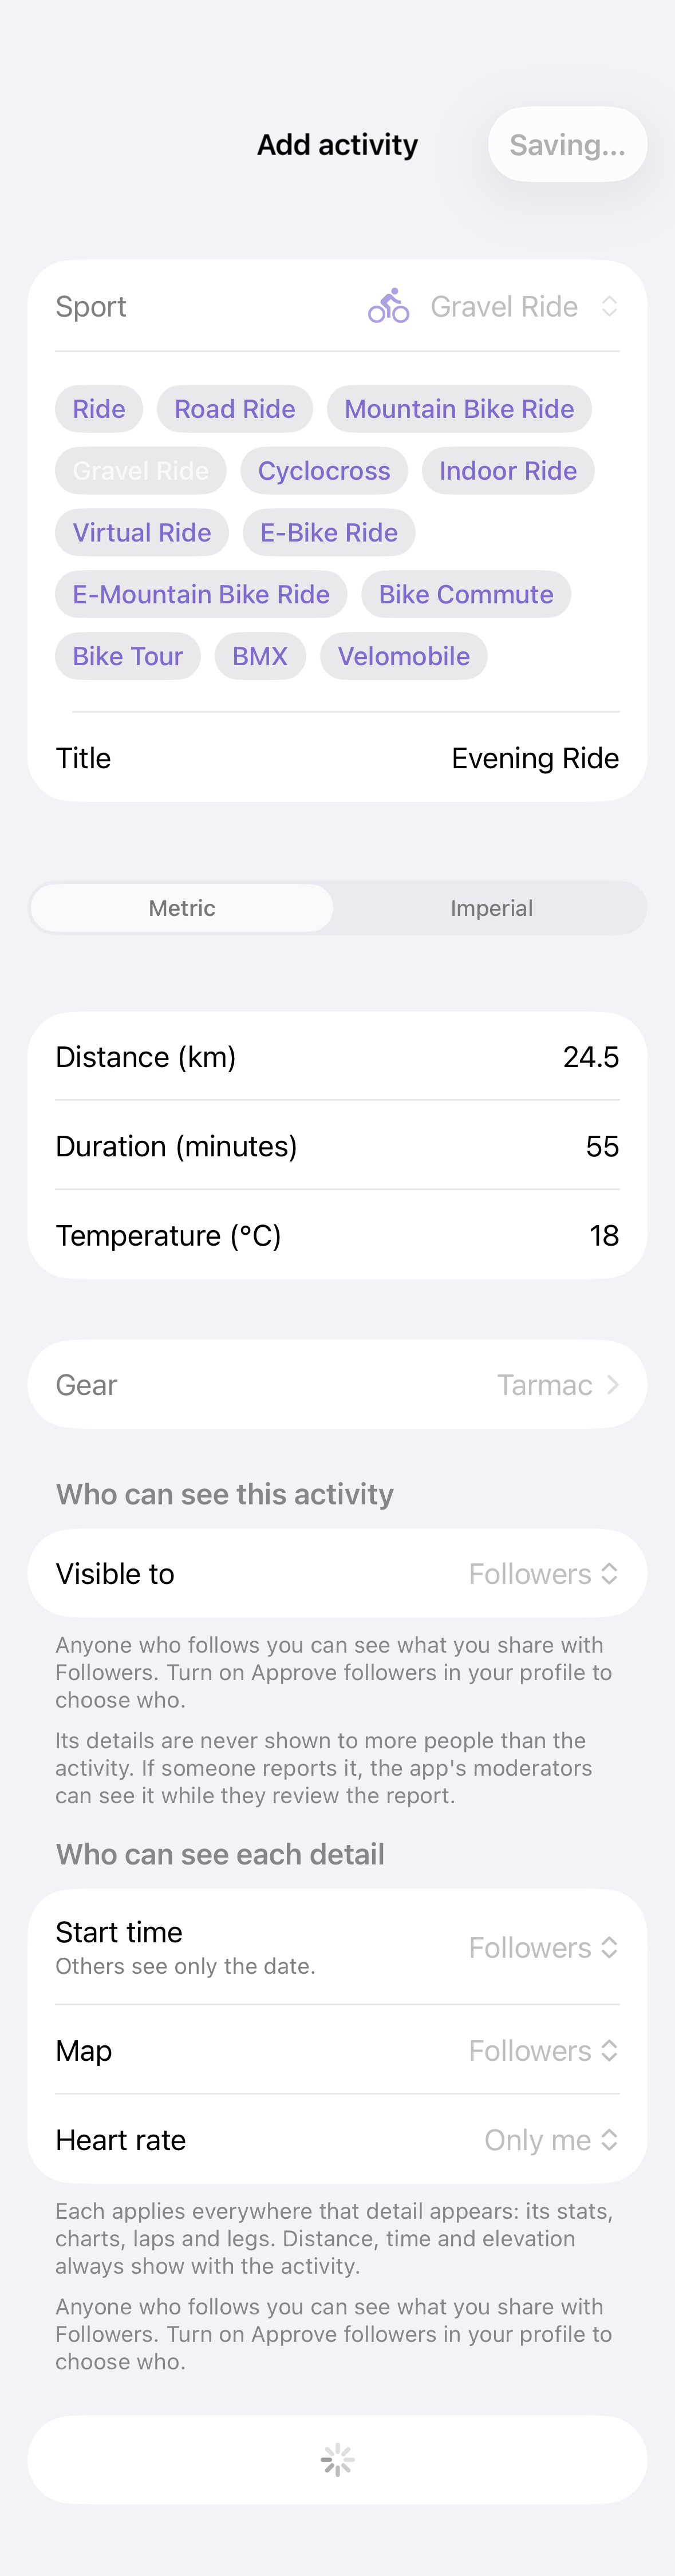 Add activity
Saving...
Sport
Gravel Ride
Ride
Road Ride
Mountain Bike Ride
Gravel Ride
Cyclocross
Indoor Ride
Virtual Ride
E-Bike Ride
E-Mountain Bike Ride
Bike Commute
Bike Tour
BMX
Velomobile
Title
Evening Ride
Metric
Imperial
Distance (km)
24.5
Duration (minutes)
55
Temperature (°C)
18
Gear
Tarmac
Who can see this activity
Visible to
Followers
Anyone who follows you can see what you share with
Followers. Turn on Approve followers in your profile to
choose who.
Its details are never shown to more people than the
activity. If someone reports it, the app's moderators
can see it while they review the report.
Who can see each detail
Start time
Others see only the date.
Followers
Map
Followers
Heart rate
Only me
Each applies everywhere that detail appears: its stats,
charts, laps and legs. Distance, time and elevation
always show with the activity.
Anyone who follows you can see what you share with
Followers. Turn on Approve followers in your profile to
choose who.